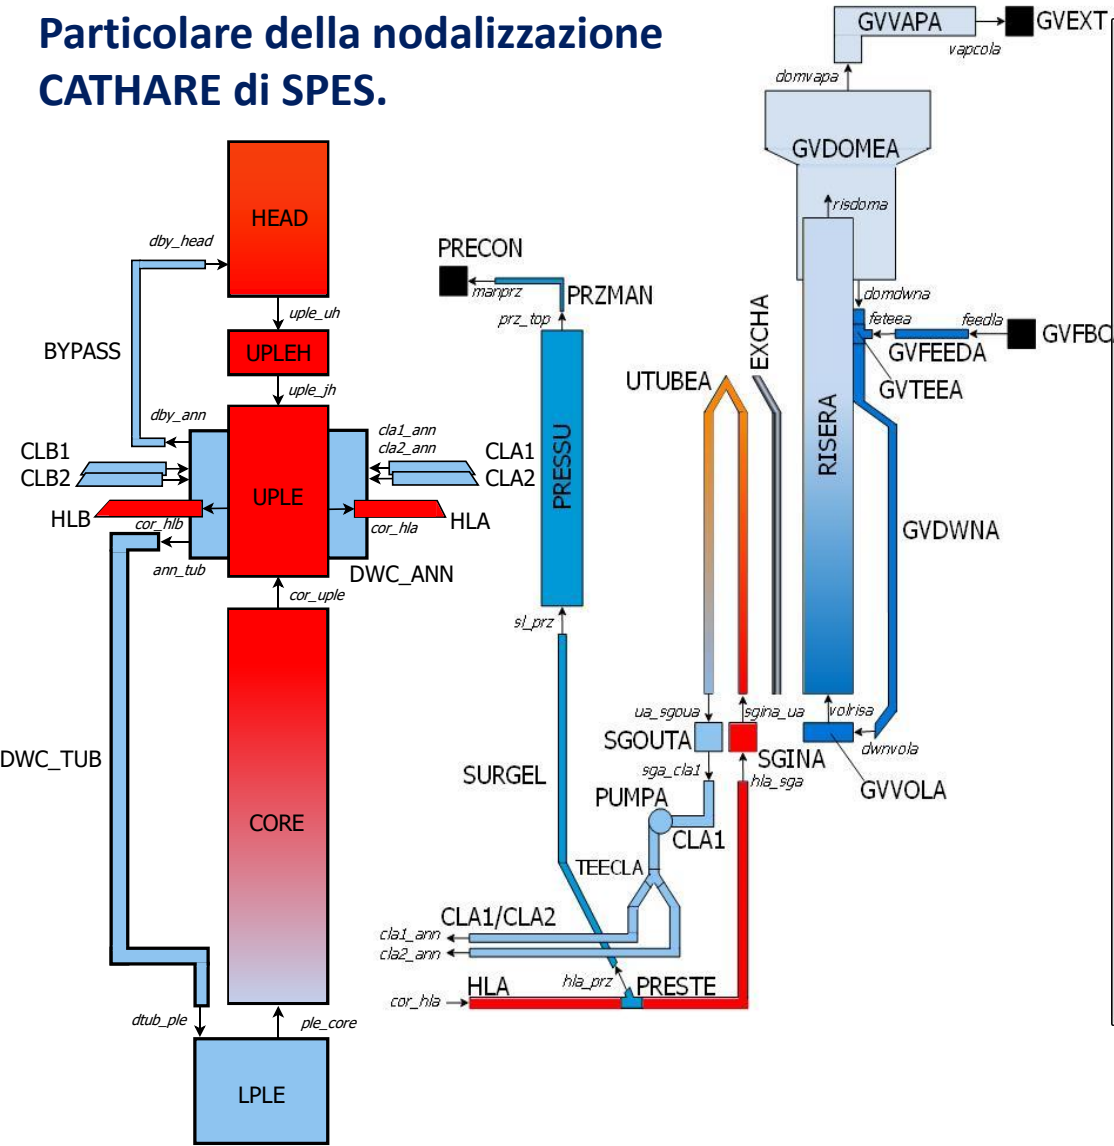 Particolare della nodalizzazione
CATHARE di SPES.
GVVAPA
GVEXT
vapcola
domvapa
GVDOMEA
risdoma
HEAD
dby_head
PRECON
manprz
PRZMAN
prz_top
domdwna
feteea
feedla
GVFBC
GVFEEDA
GVTEEA
uple_uh
UPLEH
BYPASS
uple_jh
UTUBEA
EXCHA
dby_ann
cla1_ann
cla2_ann
CLB1
CLB2
CLA1
CLA2
UPLE
HLB
HLA
cor_hlb
cor_hla
ann_tub
DWC_ANN
cor_uple
PRESSU
RISERA
GVDWNA
sl_prz
ua_sgoua
sgina_ua
volrisa
SGOUTA
SGINA
dwnvola
GVVOLA
DWC_TUB
SURGEL
sga_cla1
hla_sga
PUMPA
CLA1
CORE
TEECLA
CLA1/CLA2
cla1_ann
cla2_ann
hla_prz
HLA
PRESTE
cor_hla
dtub_ple
ple_core
LPLE